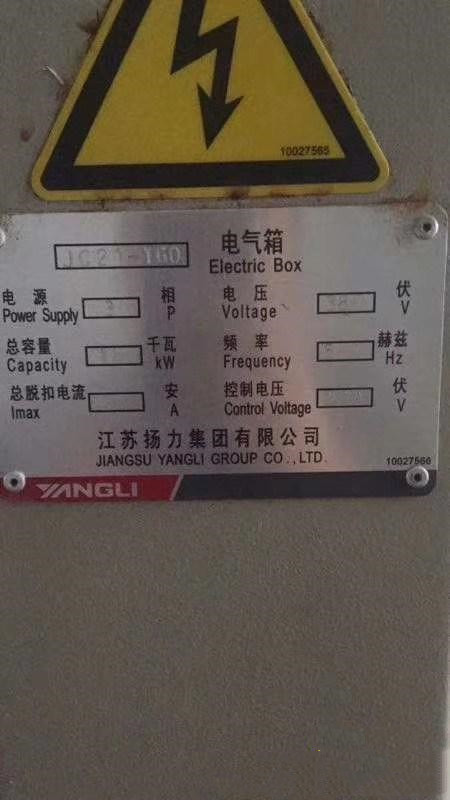 10027565
电气箱
Electric Box
电 源 相 电 压 伏
Power Supply P Voltage V
总容量 千瓦 频 率 赫兹
Capacity kW Frequency Hz
总脱扣电流 安 控制电压 伏
Imax A Control Voltage V
江苏扬力集团有限公司
JIANGSU YANGLI GROUP CO.,LTD.
10027566
YANGLI